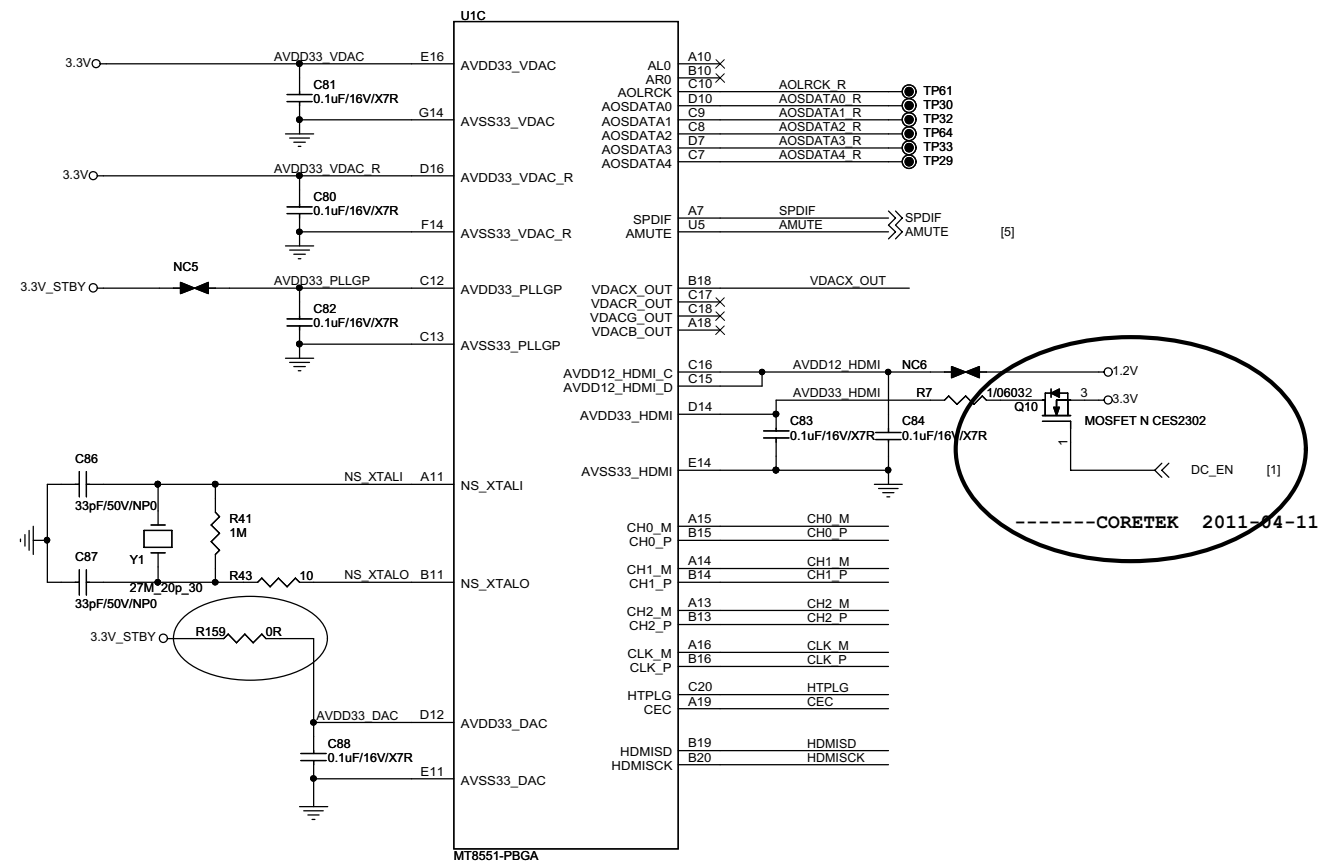 U1C
3.3V
AVDD33_VDAC
E16
AVDD33_VDAC
C81
0.1uF/16V/X7R
G14
AVSS33_VDAC
3.3V
AVDD33_VDAC_R
D16
AVDD33_VDAC_R
C80
0.1uF/16V/X7R
F14
AVSS33_VDAC_R
NC5
3.3V_STBY
AVDD33_PLLGP
C12
AVDD33_PLLGP
C82
0.1uF/16V/X7R
C13
AVSS33_PLLGP
C86
33pF/50V/NP0
NS_XTALI
A11
NS_XTALI
R41
1M
Y1
27M_20p_30
C87
33pF/50V/NP0
R43
10
NS_XTALO
B11
NS_XTALO
3.3V_STBY
R159
0R
AVDD33_DAC
D12
AVDD33_DAC
C88
0.1uF/16V/X7R
E11
AVSS33_DAC
MT8551-PBGA
AL0 A10
AR0 B10
AOLRCK C10 AOLRCK_R TP61
AOSDATA0 D10 AOSDATA0_R TP30
AOSDATA1 C9 AOSDATA1_R TP32
AOSDATA2 C8 AOSDATA2_R TP64
AOSDATA3 D7 AOSDATA3_R TP33
AOSDATA4 C7 AOSDATA4_R TP29
SPDIF A7 SPDIF SPDIF
AMUTE U5 AMUTE AMUTE [5]
VDACX_OUT B18 VDACX_OUT
VDACR_OUT C17
VDACG_OUT C18
VDACB_OUT A18
AVDD12_HDMI_C C16 AVDD12_HDMI NC6 1.2V
AVDD12_HDMI_D C15
AVDD33_HDMI D14 AVDD33_HDMI R7 1/0603 2 3 3.3V
Q10
MOSFET N CES2302
1
C83
0.1uF/16V/X7R
C84
0.1uF/16V/X7R
AVSS33_HDMI E14
DC_EN [1]
-------CORETEK 2011-04-11
CH0_M A15 CH0_M
CH0_P B15 CH0_P
CH1_M A14 CH1_M
CH1_P B14 CH1_P
CH2_M A13 CH2_M
CH2_P B13 CH2_P
CLK_M A16 CLK_M
CLK_P B16 CLK_P
HTPLG C20 HTPLG
CEC A19 CEC
HDMISD B19 HDMISD
HDMISCK B20 HDMISCK